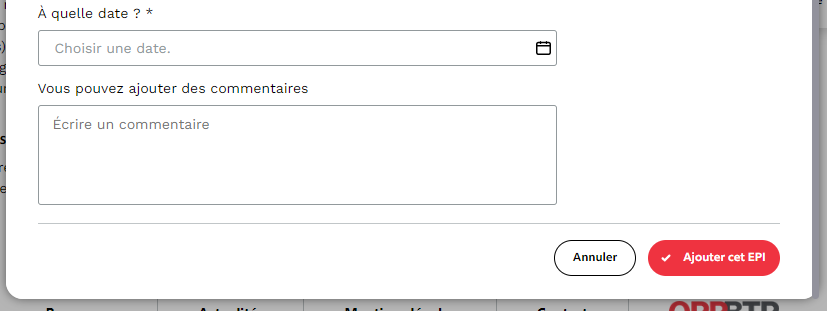 À quelle date ? *
Choisir une date.
Vous pouvez ajouter des commentaires
Écrire un commentaire
Annuler
Ajouter cet EPI